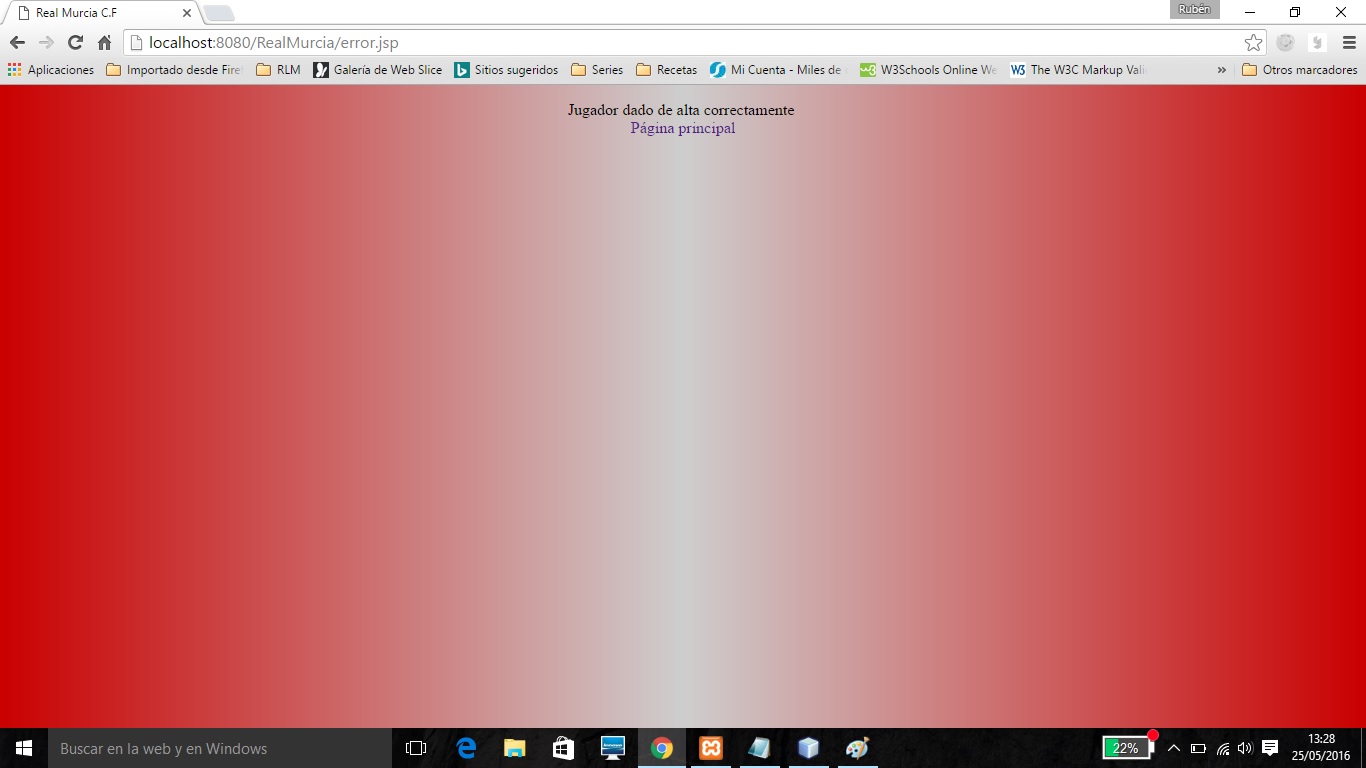 Real Murcia C.F
Rubén
localhost:8080/RealMurcia/error.jsp
Aplicaciones
Importado desde Firef
RLM
Galería de Web Slice
Sitios sugeridos
Series
Recetas
Mi Cuenta - Miles de
W3Schools Online We
W3 The W3C Markup Vali
»
Otros marcadores
Jugador dado de alta correctamente
Página principal
Buscar en la web y en Windows
22%
13:28
25/05/2016